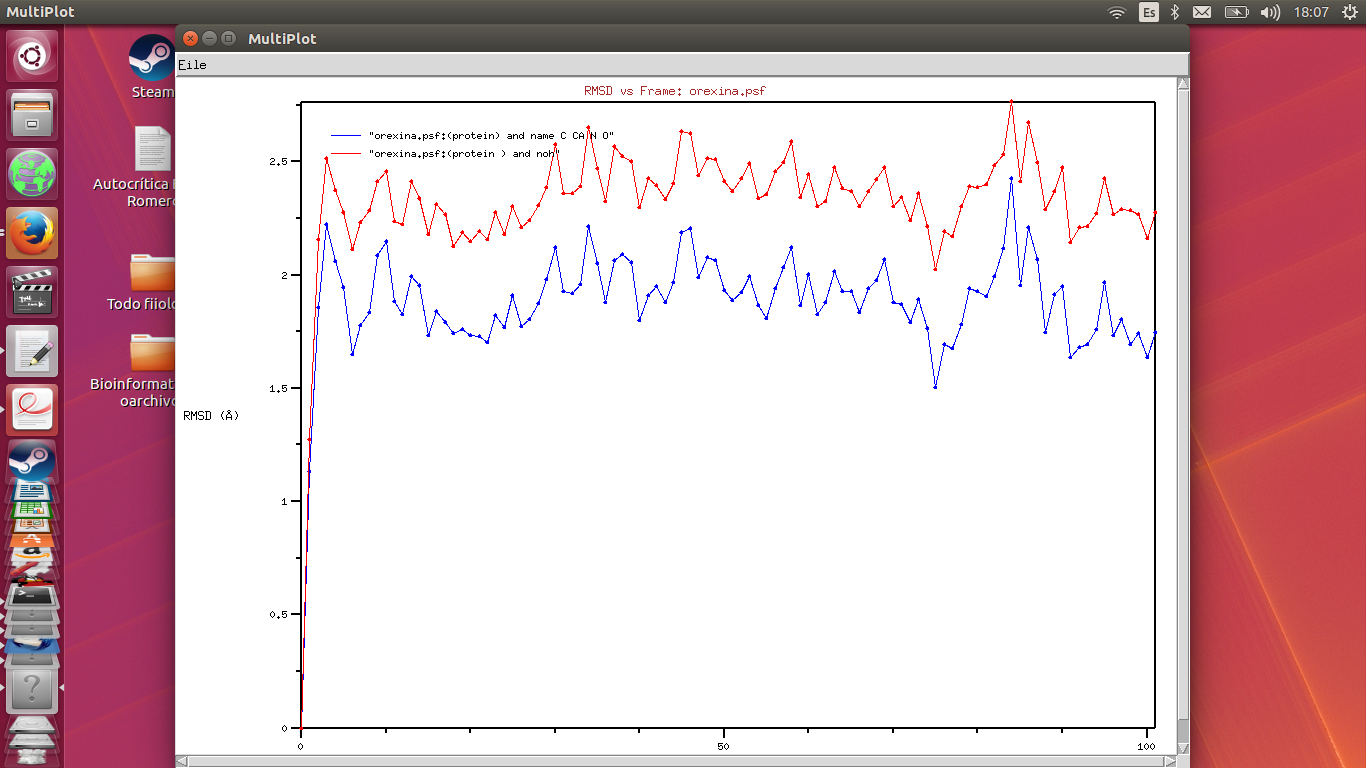 MultiPlot
Es
18:07
MultiPlot
File
Steam
Autocrítica
Romero
Todo fiiolo
Bioinformat
oarchivo
RMSD vs Frame: orexina.psf
"orexina.psf:(protein) and name C CA N O"
"orexina.psf:(protein ) and noh"
2.5
2
1.5
RMSD (Å)
1
0.5
0
0
50
100